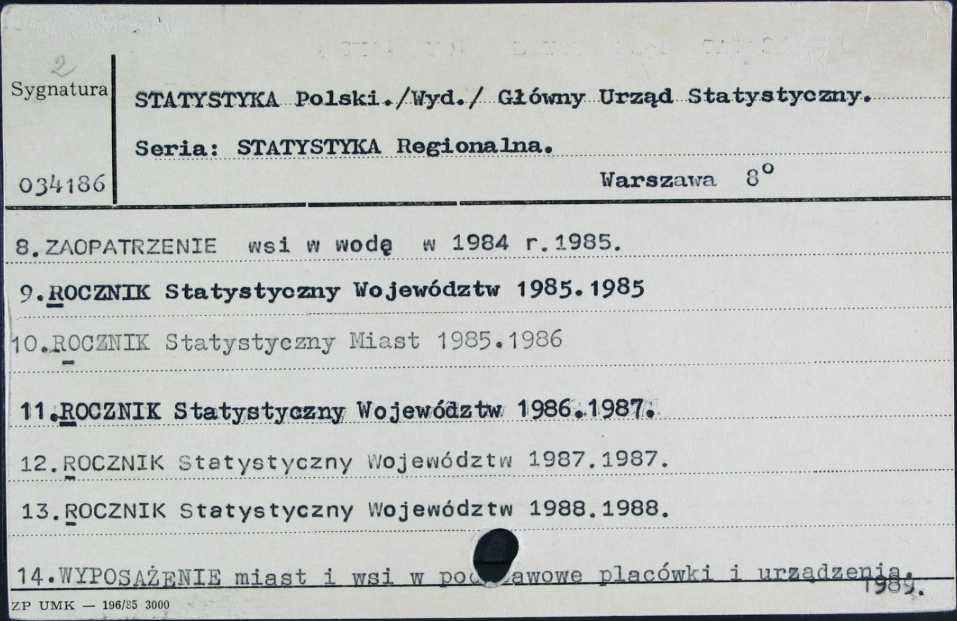 2
Sygnatura
STATYSTYKA Polski./Wyd./ Główny Urząd Statystyczny.
Seria: STATYSTYKA Regionalna.
034186
Warszawa 8°
8.ZAOPATRZENIE wsi w wodę w 1984 r.1985.
9.ROCZNIK Statystyczny Województw 1985.1985
10.ROCZNIK Statystyczny Miast 1985.1986
11.ROCZNIK Statystyczny Województw 1986.1987.
12.ROCZNIK Statystyczny Województw 1987.1987.
13.ROCZNIK Statystyczny Województw 1988.1988.
14.WYPOSAŻENIE miast i wsi w podstawowe placówki i urządzenia.
1989.
ZP UMK — 196/85 3000